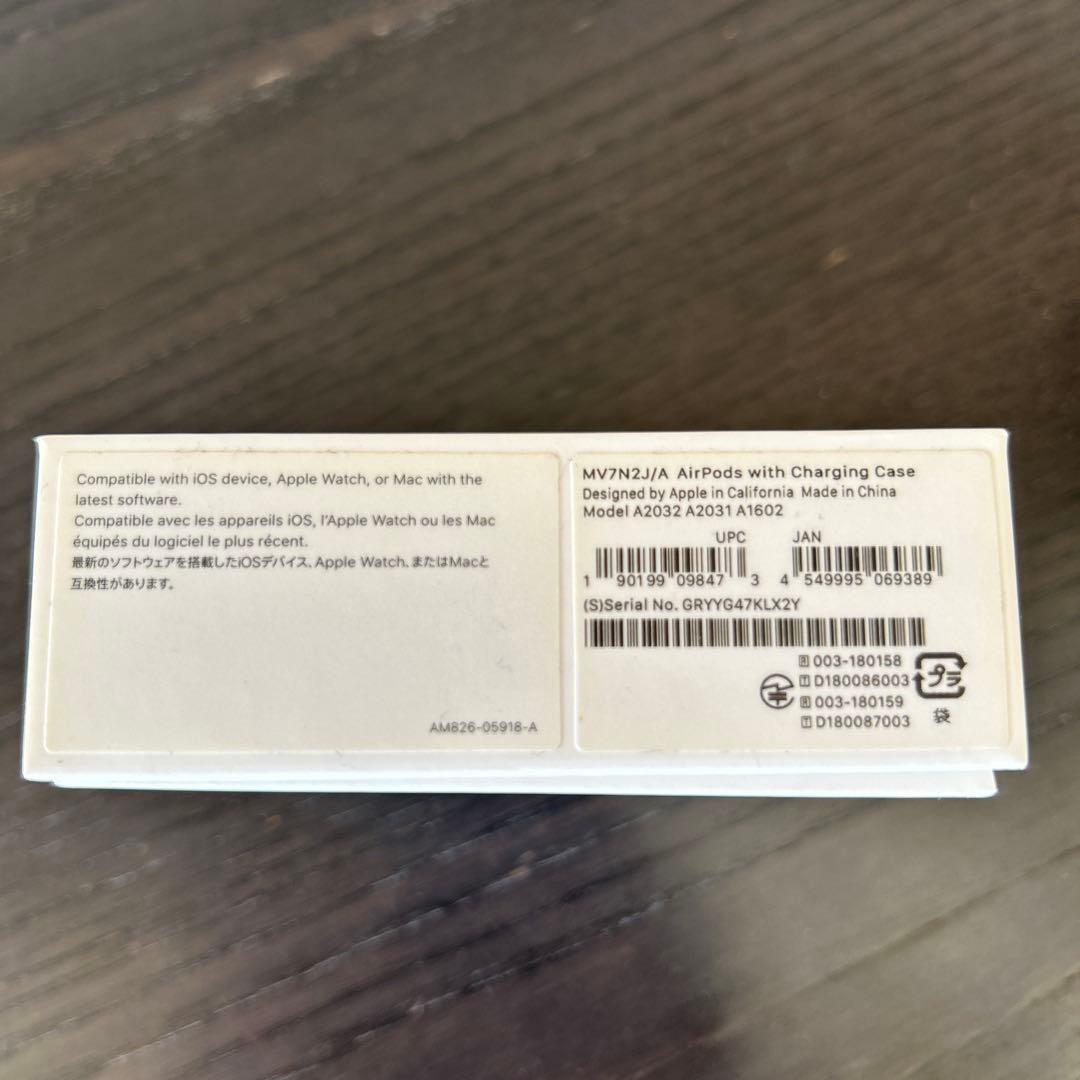 Compatible with iOS device, Apple Watch, or Mac with the
latest software.
Compatible avec les appareils iOS, l'Apple Watch ou les Mac
équipés du logiciel le plus récent.
最新のソフトウェアを搭載したiOSデバイス、Apple Watch、またはMacと
互換性があります。
AM826-05918-A
MV7N2J/A AirPods with Charging Case
Designed by Apple in California Made in China
Model A2032 A2031 A1602
UPC JAN
1 90199 09847 3 4 549995 069389
(S)Serial No. GRYYG47KLX2Y
R 003-180158
T D180086003
R 003-180159
T D180087003
プラ
袋